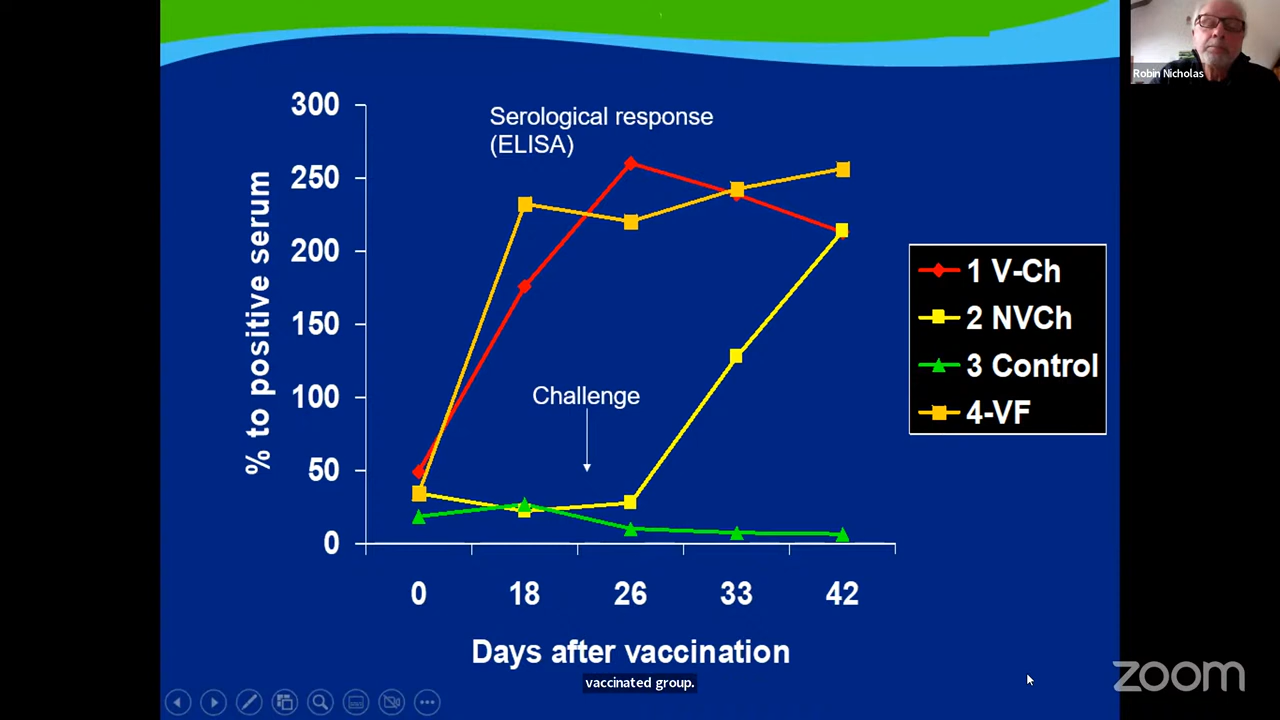 Robin Nicholas
Serological response
(ELISA)
% to positive serum
300
250
200
150
100
50
0
Challenge
1 V-Ch
2 NVCh
3 Control
4-VF
0 18 26 33 42
Days after vaccination
vaccinated group.
zoom